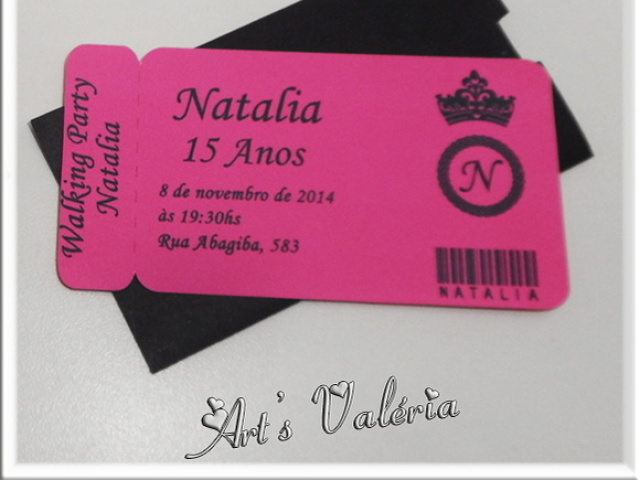 Walking Party
Natalia
Natalia
15 Anos
8 de novembro de 2014
às 19:30hs
Rua Abagiba, 583
N
NATALIA
Art's Valéria